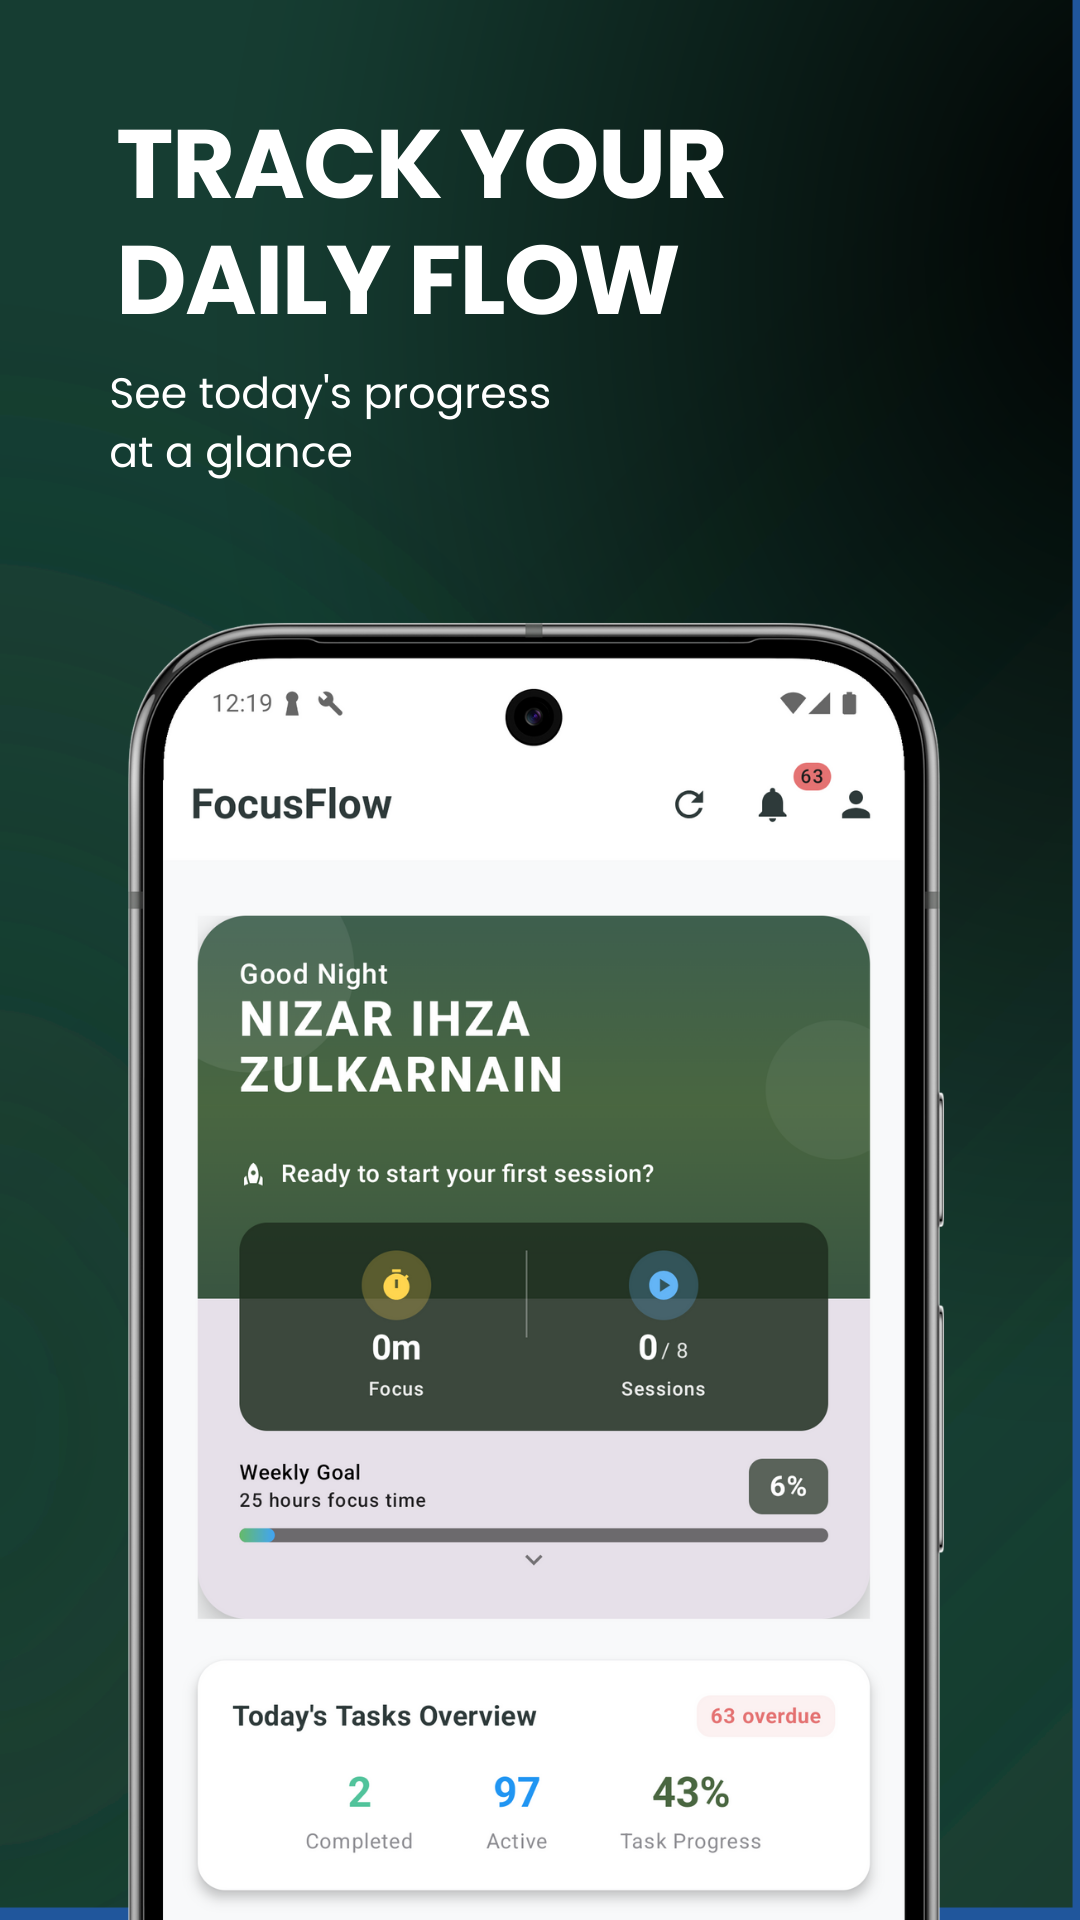 TRACK YOUR
DAILY FLOW
See today's progress
at a glance
12:19
63
FocusFlow
Good Night
NIZAR IHZA
ZULKARNAIN
Ready to start your first session?
0m
0 / 8
Focus
Sessions
Weekly Goal
25 hours focus time
6%
Today's Tasks Overview
63 overdue
2
97
43%
Completed
Active
Task Progress